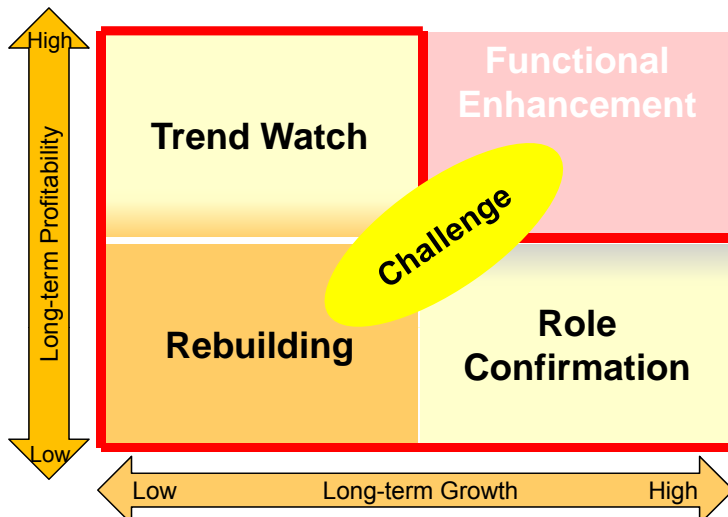 High
Long-term Profitability
Low
Functional
Enhancement
Trend Watch
Challenge
Rebuilding
Role
Confirmation
Low
Long-term Growth
High